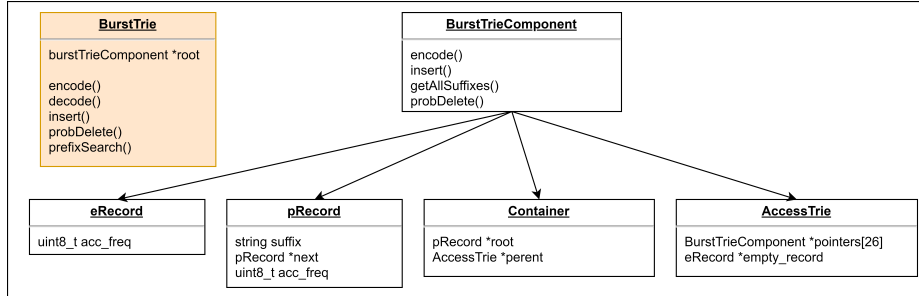 BurstTrie
burstTrieComponent *root
encode()
decode()
insert()
probDelete()
prefixSearch()
BurstTrieComponent
encode()
insert()
getAllSuffixes()
probDelete()
eRecord
uint8_t acc_freq
pRecord
string suffix
pRecord *next
uint8_t acc_freq
Container
pRecord *root
AccessTrie *perent
AccessTrie
BurstTrieComponent *pointers[26]
eRecord *empty_record